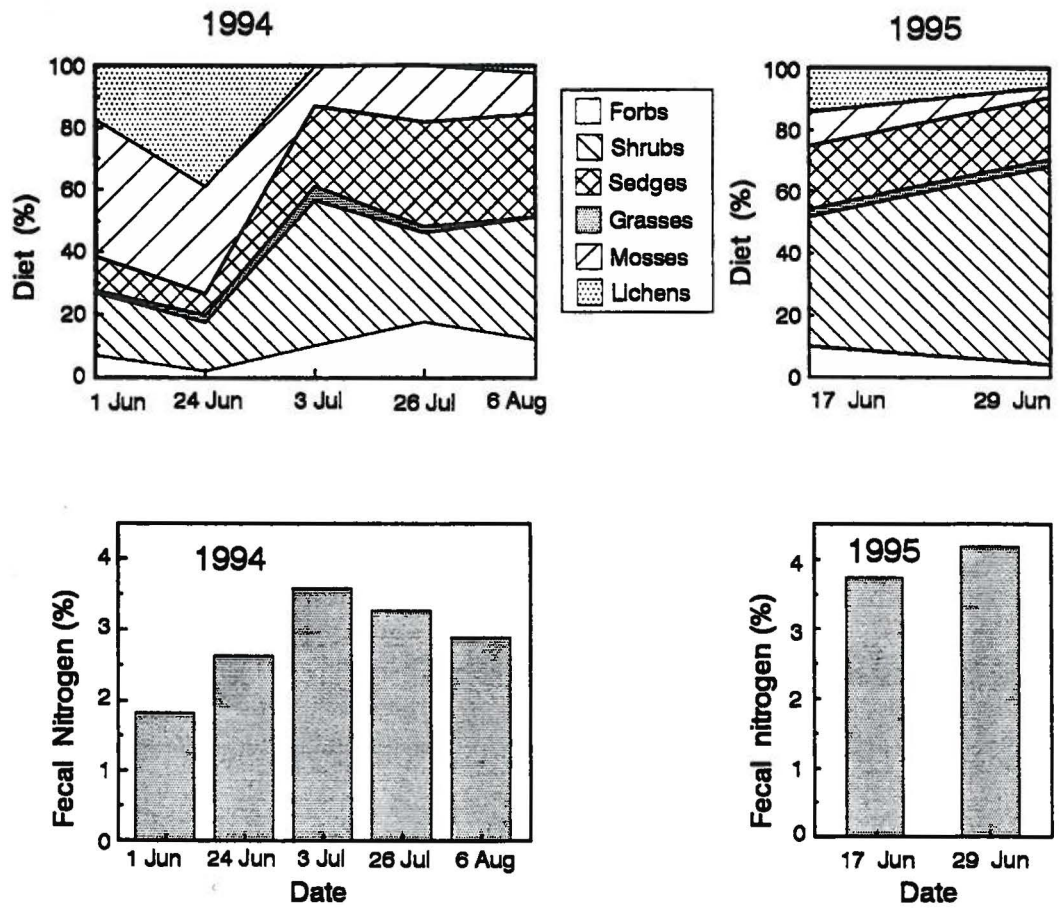 1994
1995
Diet (%)
100
80
60
40
20
0
1 Jun
24 Jun
3 Jul
26 Jul
6 Aug
Forbs
Shrubs
Sedges
Grasses
Mosses
Lichens
Diet (%)
100
80
60
40
20
0
17 Jun
29 Jun
1994
Fecal Nitrogen (%)
4
3
2
1
0
1 Jun
24 Jun
3 Jul
26 Jul
6 Aug
Date
1995
Fecal nitrogen (%)
4
3
2
1
0
17 Jun
29 Jun
Date